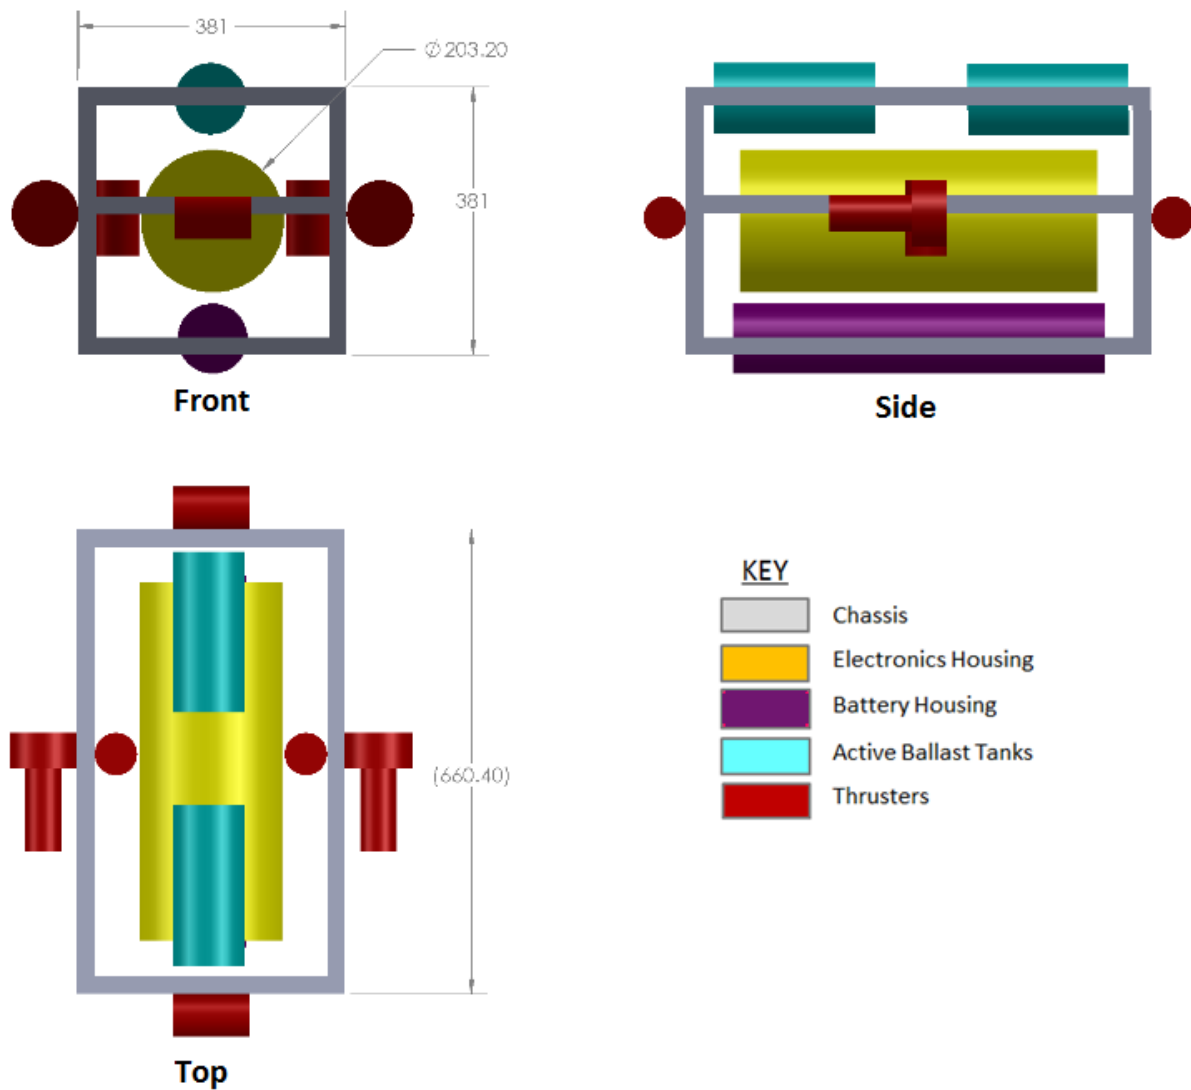 381
Ø 203.20
381
Front
Side
(660.40)
Top
KEY
Chassis
Electronics Housing
Battery Housing
Active Ballast Tanks
Thrusters